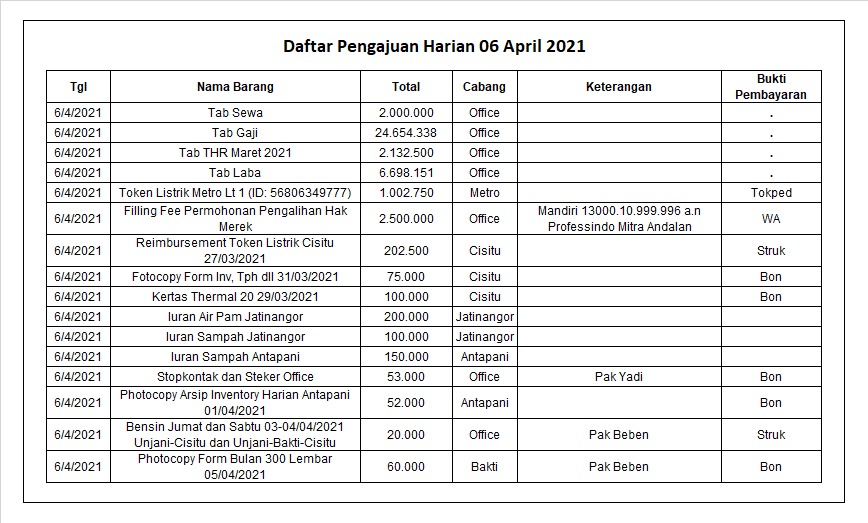 Daftar Pengajuan Harian 06 April 2021
Tgl Nama Barang Total Cabang Keterangan Bukti Pembayaran
6/4/2021 Tab Sewa 2.000.000 Office .
6/4/2021 Tab Gaji 24.654.338 Office .
6/4/2021 Tab THR Maret 2021 2.132.500 Office .
6/4/2021 Tab Laba 6.698.151 Office .
6/4/2021 Token Listrik Metro Lt 1 (ID: 56806349777) 1.002.750 Metro Tokped
6/4/2021 Filling Fee Permohonan Pengalihan Hak Merek 2.500.000 Office Mandiri 13000.10.999.996 a.n Professindo Mitra Andalan WA
6/4/2021 Reimbursement Token Listrik Cisitu 27/03/2021 202.500 Cisitu Struk
6/4/2021 Fotocopy Form Inv, Tph dll 31/03/2021 75.000 Cisitu Bon
6/4/2021 Kertas Thermal 20 29/03/2021 100.000 Cisitu Bon
6/4/2021 Iuran Air Pam Jatinangor 200.000 Jatinangor
6/4/2021 Iuran Sampah Jatinangor 100.000 Jatinangor
6/4/2021 Iuran Sampah Antapani 150.000 Antapani
6/4/2021 Stopkontak dan Steker Office 53.000 Office Pak Yadi Bon
6/4/2021 Photocopy Arsip Inventory Harian Antapani 01/04/2021 52.000 Antapani Bon
6/4/2021 Bensin Jumat dan Sabtu 03-04/04/2021 Unjani-Cisitu dan Unjani-Bakti-Cisitu 20.000 Office Pak Beben Struk
6/4/2021 Photocopy Form Bulan 300 Lembar 05/04/2021 60.000 Bakti Pak Beben Bon